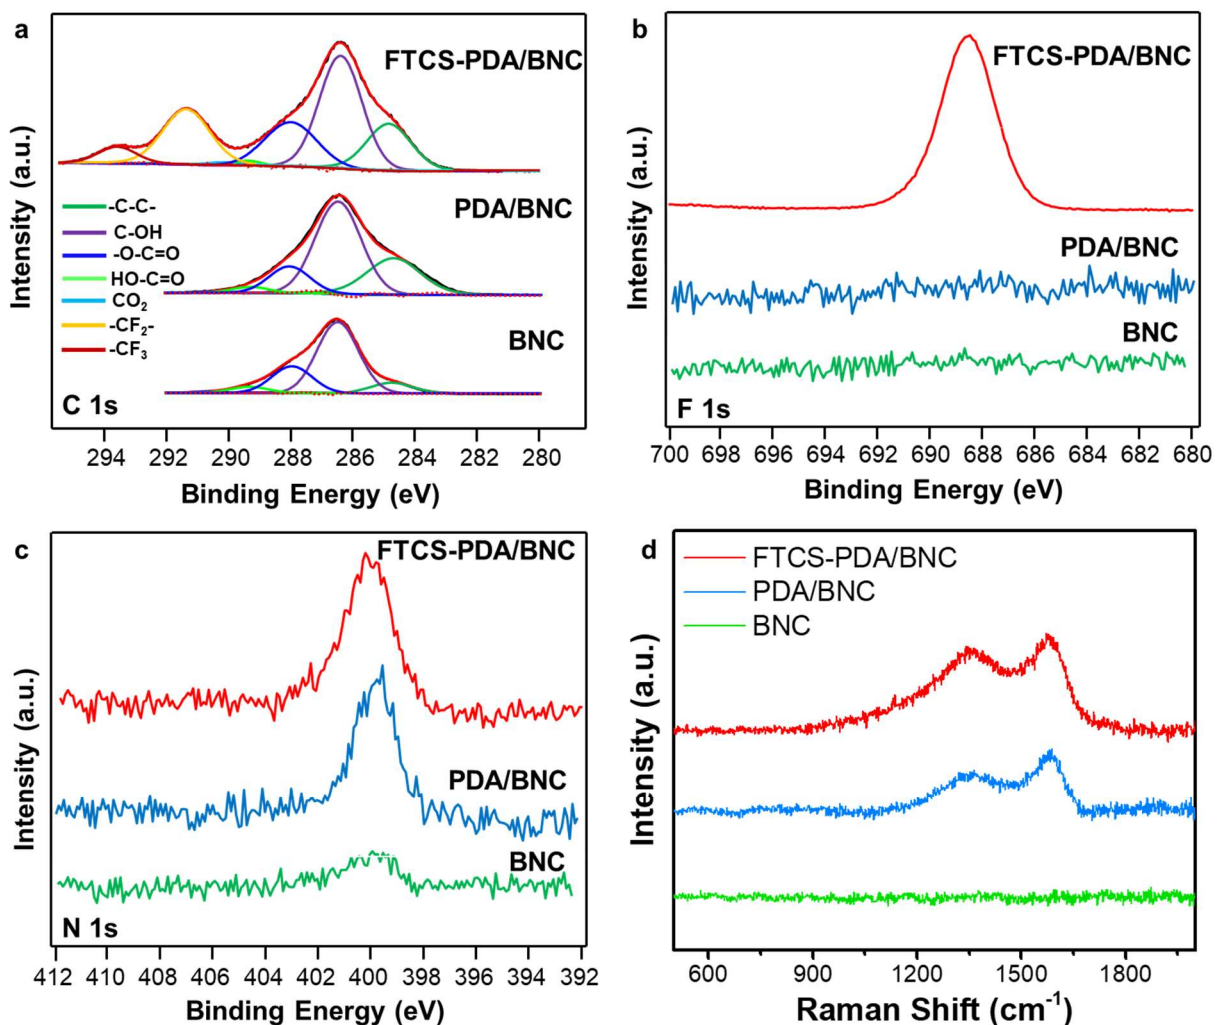 a
FTCS-PDA/BNC
PDA/BNC
BNC
-C-C-
C-OH
-O-C=O
HO-C=O
CO₂
-CF₂-
-CF₃
C 1s
Intensity (a.u.)
294 292 290 288 286 284 282 280
Binding Energy (eV)
b
FTCS-PDA/BNC
PDA/BNC
BNC
F 1s
Intensity (a.u.)
700 698 696 694 692 690 688 686 684 682 680
Binding Energy (eV)
c
FTCS-PDA/BNC
PDA/BNC
BNC
N 1s
Intensity (a.u.)
412 410 408 406 404 402 400 398 396 394 392
Binding Energy (eV)
d
FTCS-PDA/BNC
PDA/BNC
BNC
Intensity (a.u.)
600 900 1200 1500 1800
Raman Shift (cm⁻¹)